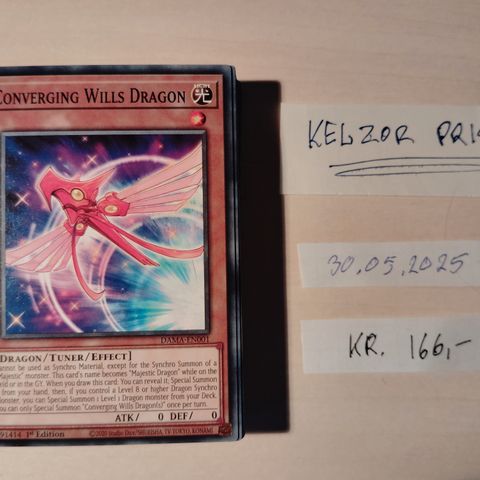 CONVERGING WILLS DRAGON
光
DAMA-EN001
DRAGON/TUNER/EFFECT]
Cannot be used as Synchro Material, except for the Synchro Summon of a
"Majestic" monster. This card's name becomes "Majestic Dragon" while on the
field or in the GY. When you draw this card: You can reveal it; Special Summon
from your hand, then, if you control a Level 8 or higher Dragon Synchro
Monster, you can Special Summon 1 Level 1 Dragon monster from your Deck.
You can only Special Summon "Converging Wills Dragon(s)" once per turn.
ATK/ 0 DEF/ 0
91414 1st Edition ©2020 Studio Dice/SHUEISHA, TV TOKYO, KONAMI
KELZOR PRI
30.05.2025
KR. 166,-